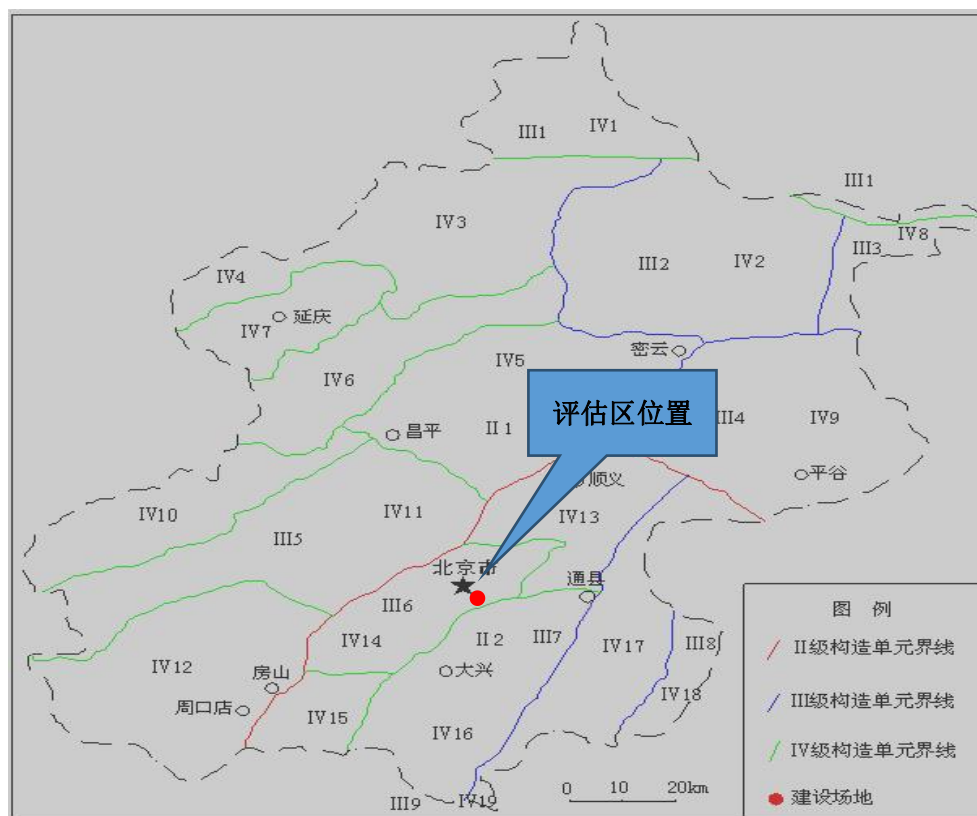 III1 IV1
III1
IV8
III3
IV3
III2 IV2
IV4
IV7 延庆
密云
IV5
IV6
评估区位置
III4 IV9
昌平 II1
平谷
顺义
IV10 IV11 IV13
III5
北京市
通县
III6
图 例
IV14 II2 III7 IV17 III8
II级构造单元界线
IV12 房山 大兴
IV18
周口店
III级构造单元界线
IV15 IV16
IV级构造单元界线
0 10 20km
III9 IV19
建设场地